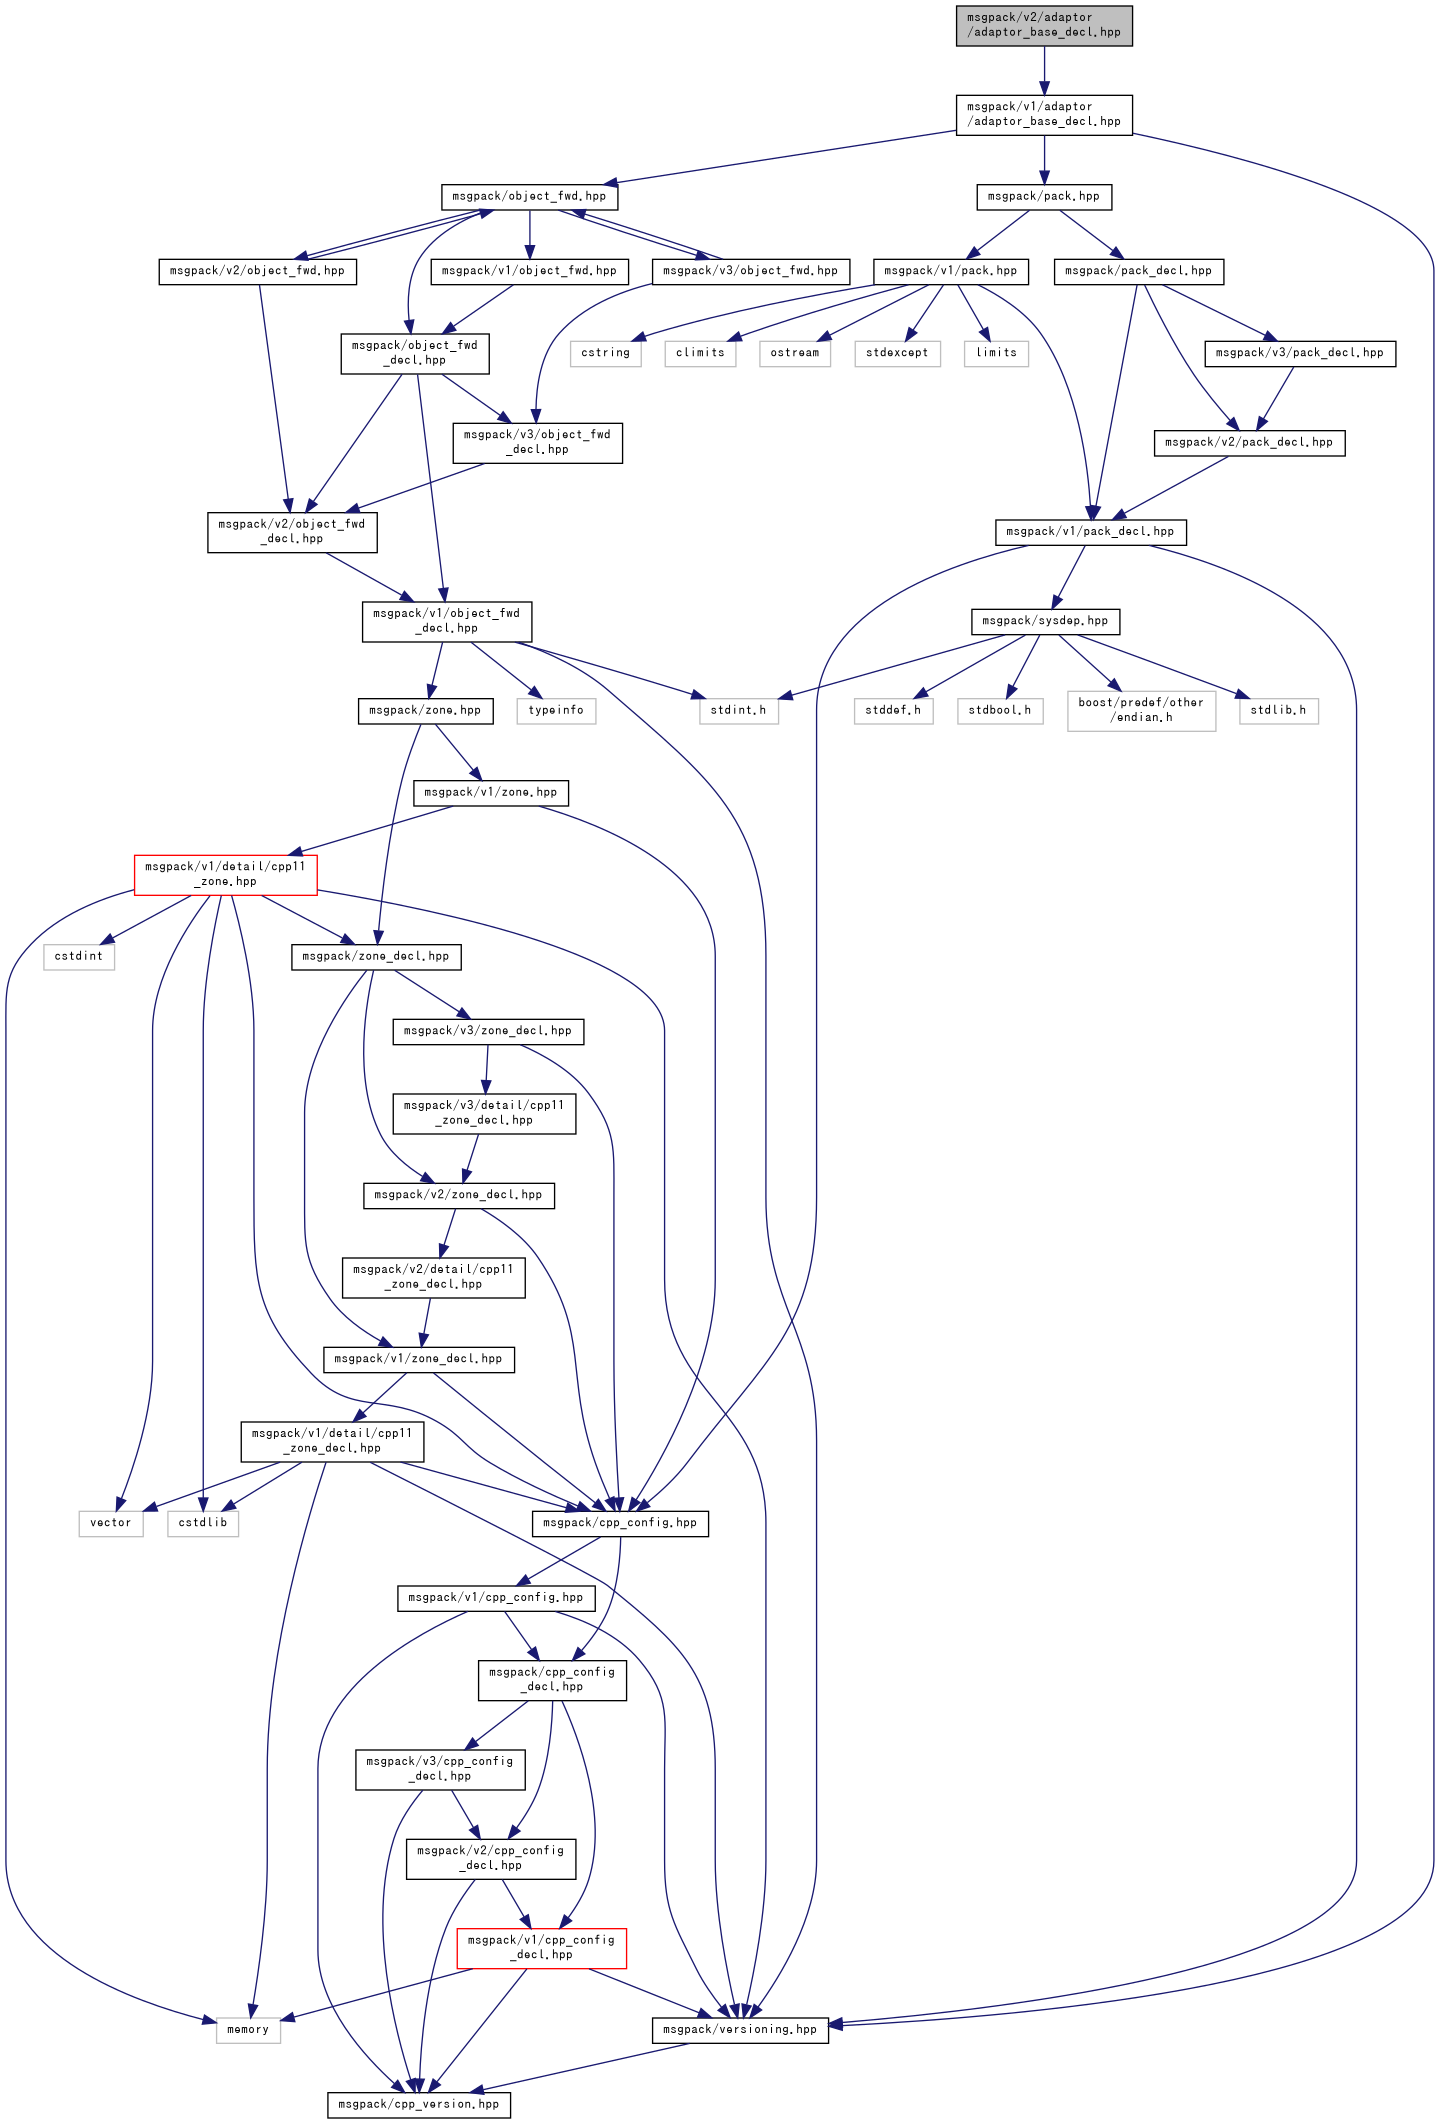 msgpack/v2/adaptor
/adaptor_base_decl.hpp
msgpack/v1/adaptor
/adaptor_base_decl.hpp
msgpack/object_fwd.hpp
msgpack/pack.hpp
msgpack/v2/object_fwd.hpp
msgpack/v1/object_fwd.hpp
msgpack/v3/object_fwd.hpp
msgpack/v1/pack.hpp
msgpack/pack_decl.hpp
msgpack/object_fwd
_decl.hpp
cstring
climits
ostream
stdexcept
limits
msgpack/v3/pack_decl.hpp
msgpack/v3/object_fwd
_decl.hpp
msgpack/v2/pack_decl.hpp
msgpack/v2/object_fwd
_decl.hpp
msgpack/v1/pack_decl.hpp
msgpack/v1/object_fwd
_decl.hpp
msgpack/sysdep.hpp
msgpack/zone.hpp
typeinfo
stdint.h
stddef.h
stdbool.h
boost/predef/other
/endian.h
stdlib.h
msgpack/v1/zone.hpp
msgpack/v1/detail/cpp11
_zone.hpp
cstdint
msgpack/zone_decl.hpp
msgpack/v3/zone_decl.hpp
msgpack/v3/detail/cpp11
_zone_decl.hpp
msgpack/v2/zone_decl.hpp
msgpack/v2/detail/cpp11
_zone_decl.hpp
msgpack/v1/zone_decl.hpp
msgpack/v1/detail/cpp11
_zone_decl.hpp
vector
cstdlib
msgpack/cpp_config.hpp
msgpack/v1/cpp_config.hpp
msgpack/cpp_config
_decl.hpp
msgpack/v3/cpp_config
_decl.hpp
msgpack/v2/cpp_config
_decl.hpp
msgpack/v1/cpp_config
_decl.hpp
memory
msgpack/versioning.hpp
msgpack/cpp_version.hpp